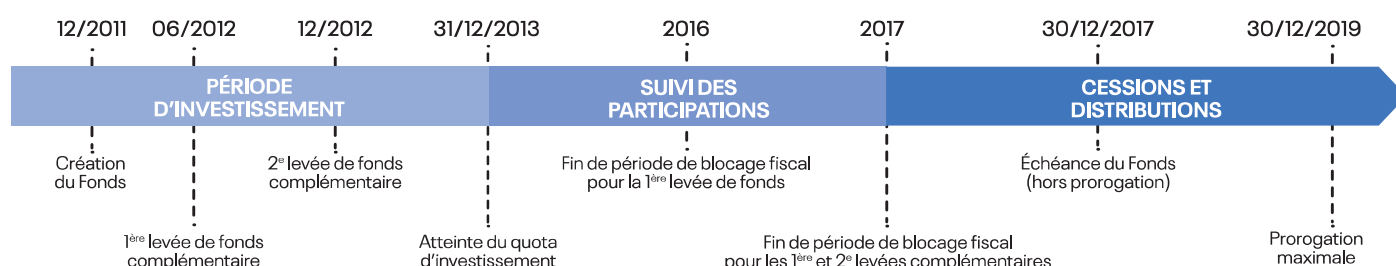 12/2011 06/2012 12/2012 31/12/2013 2016 2017 30/12/2017 30/12/2019
PÉRIODE
D'INVESTISSEMENT
SUIVI DES
PARTICIPATIONS
CESSIONS ET
DISTRIBUTIONS
Création
du Fonds
2e levée de fonds
complémentaire
Fin de période de blocage fiscal
pour la 1ère levée de fonds
Échéance du Fonds
(hors prorogation)
1ère levée de fonds
complémentaire
Atteinte du quota
d'investissement
Fin de période de blocage fiscal
pour les 1ère et 2e levées complémentaires
Prorogation
maximale